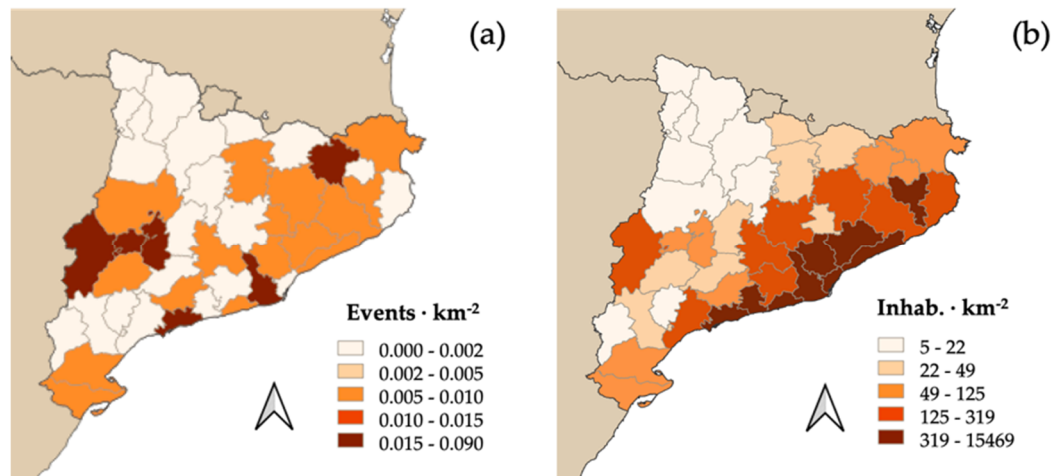 (a)
Events · km-2
0.000 - 0.002
0.002 - 0.005
0.005 - 0.010
0.010 - 0.015
0.015 - 0.090
(b)
Inhab. · km-2
5 - 22
22 - 49
49 - 125
125 - 319
319 - 15469